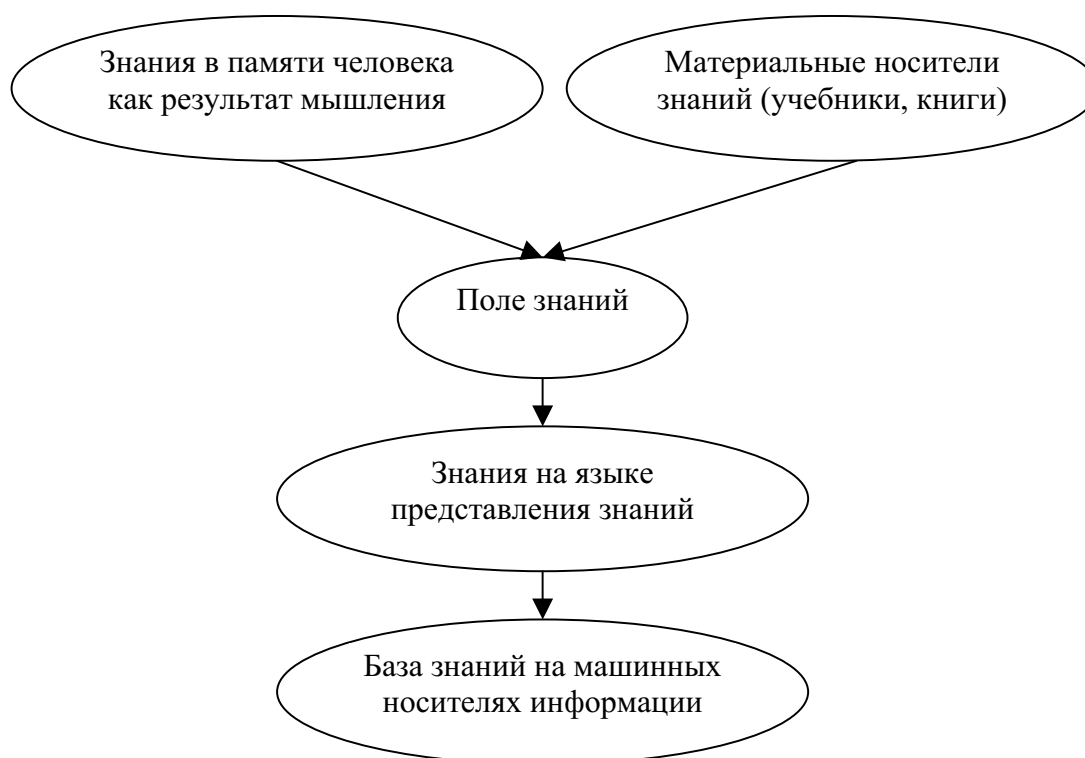 Знания в памяти человека
как результат мышления
Материальные носители
знаний (учебники, книги)
Поле знаний
Знания на языке
представления знаний
База знаний на машинных
носителях информации